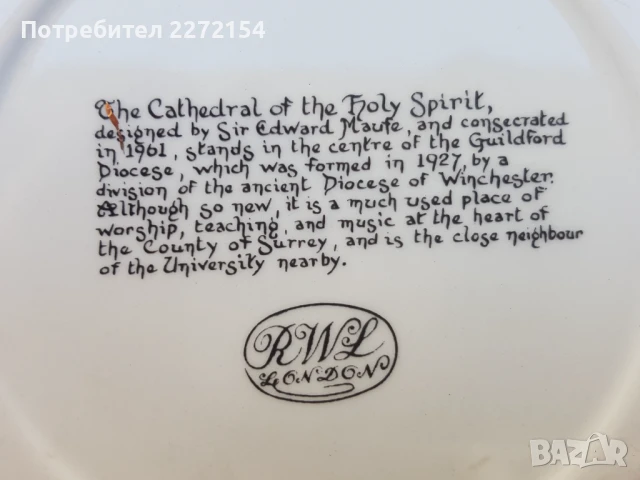 Потребител 2272154
The Cathedral of the Holy Spirit,
designed by Sir Edward Maufe, and consecrated
in 1961, stands in the centre of the Guildford
Diocese, which was formed in 1927, by a
division of the ancient Diocese of Winchester.
Although so new, it is a much used place of
worship, teaching, and music at the heart of
the County of Surrey, and is the close neighbour
of the University nearby.
RWL
LONDON
BAZAR